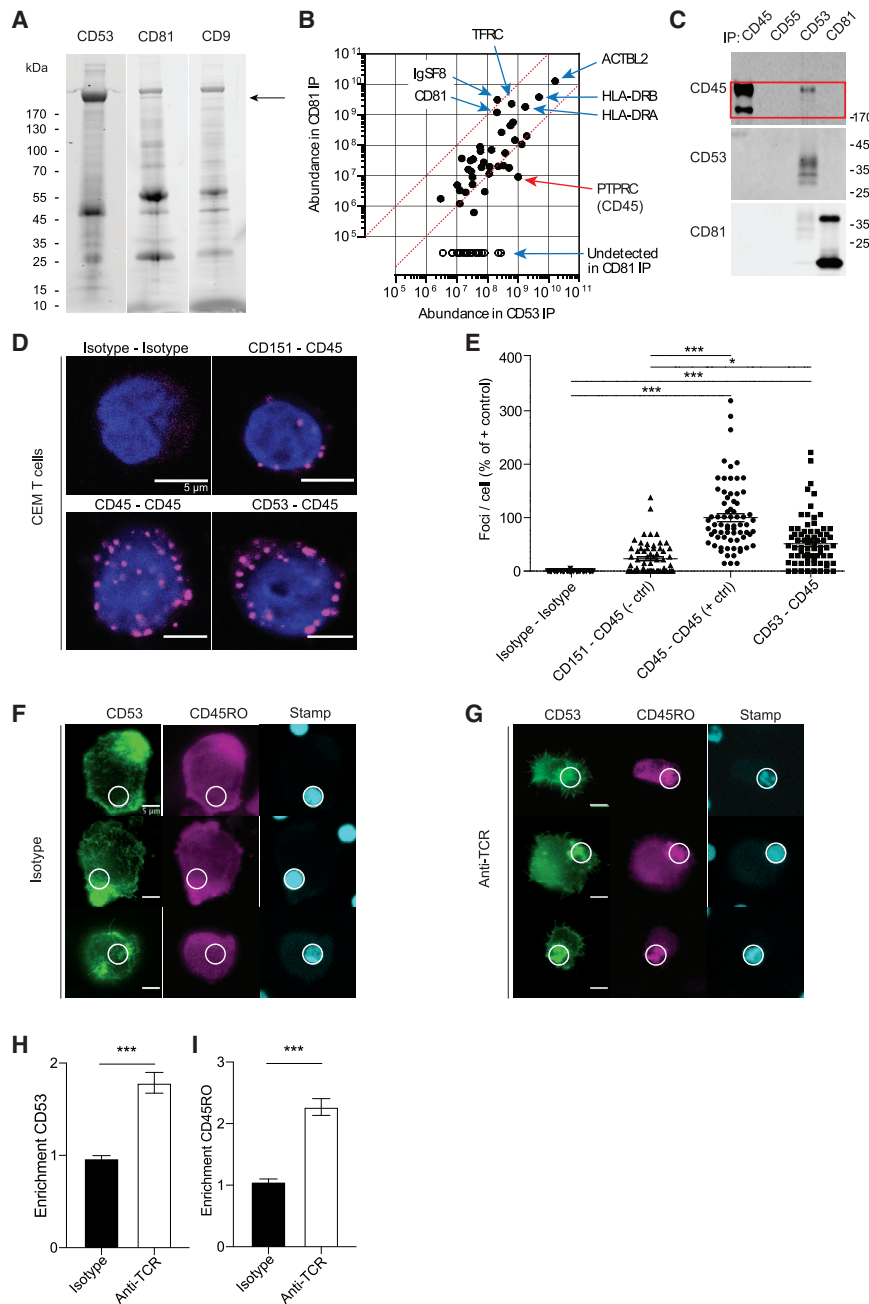 A
CD53 CD81 CD9
kDa
170
130
100
70
55
45
35
25
15
10
B
Abundance in CD81 IP
10^11
10^10
10^9
10^8
10^7
10^6
10^5
TFRC
IgSF8
CD81
ACTBL2
HLA-DRB
HLA-DRA
PTPRC
(CD45)
Undetected
in CD81 IP
10^5 10^6 10^7 10^8 10^9 10^10 10^11
Abundance in CD53 IP
C
IP: CD45 CD55 CD53 CD81
CD45
-170
CD53
-45
-35
-25
CD81
-35
-25
D
CEM T cells
Isotype - Isotype
CD151 - CD45
5 µm
CD45 - CD45
CD53 - CD45
E
Foci / cell (% of + control)
400
300
200
100
0
***
*
***
***
Isotype - Isotype
CD151 - CD45 (- ctrl)
CD45 - CD45 (+ ctrl)
CD53 - CD45
F
CD53 CD45RO Stamp
Isotype
5 µm
G
CD53 CD45RO Stamp
Anti-TCR
H
Enrichment CD53
2
1
0
***
Isotype
Anti-TCR
I
Enrichment CD45RO
3
2
1
0
***
Isotype
Anti-TCR